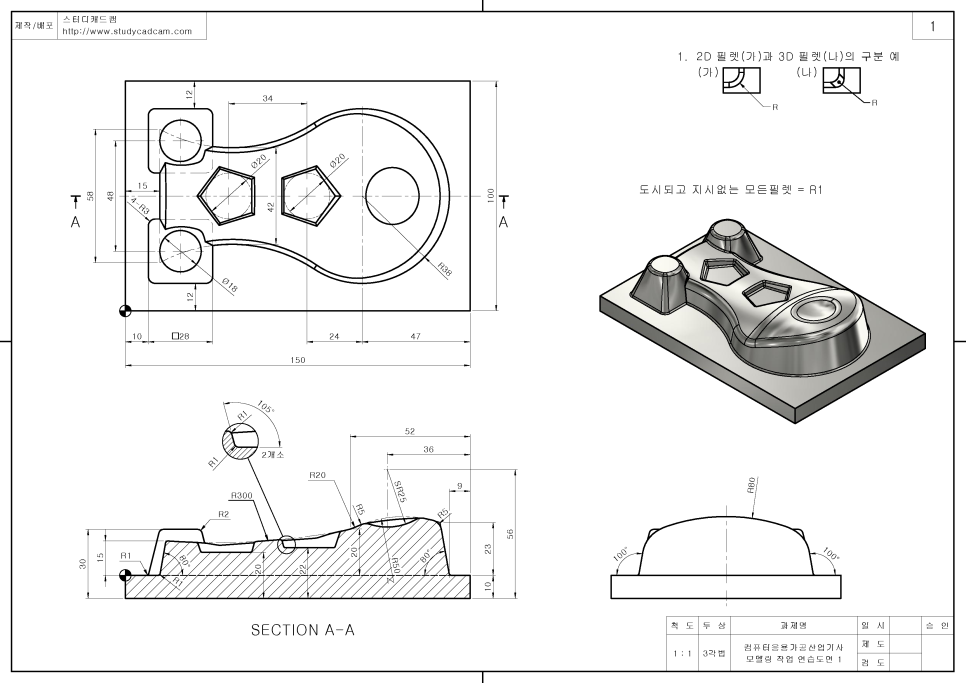 제작/배포
스터디캐드캠
http://www.studycadcam.com
1
1. 2D 필렛(가)과 3D 필렛(나)의 구분 예
(가)
(나)
R
R
도시되고 지시없는 모든필렛 = R1
12
34
Ø20
Ø20
58
48
15
42
100
A
A
4-R3
R38
Ø18
12
10
□28
24
47
150
105°
R1
R1
2개소
52
36
R20
SR25
9
R300
R5
R5
R2
56
30
15
R1
80°
R1
20
22
20
R50
80°
23
10
R80
100°
100°
SECTION A-A
척 도
투 상
과제명
일 시
승 인
1 : 1
3각법
컴퓨터응용가공산업기사
모델링 작업 연습도면 1
제 도
검 도